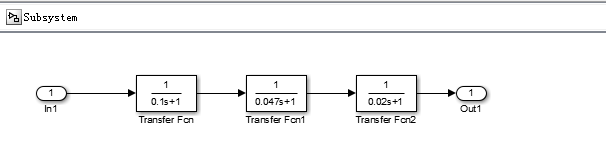 Subsystem
1
In1
1
0.1s+1
Transfer Fcn
1
0.047s+1
Transfer Fcn1
1
0.02s+1
Transfer Fcn2
1
Out1